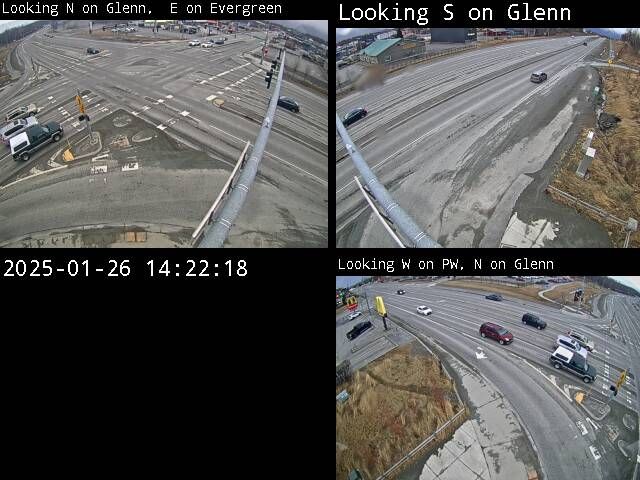 Looking N on Glenn,  E on Evergreen
Looking S on Glenn
2025-01-26 14:22:18
Looking W on PW, N on Glenn